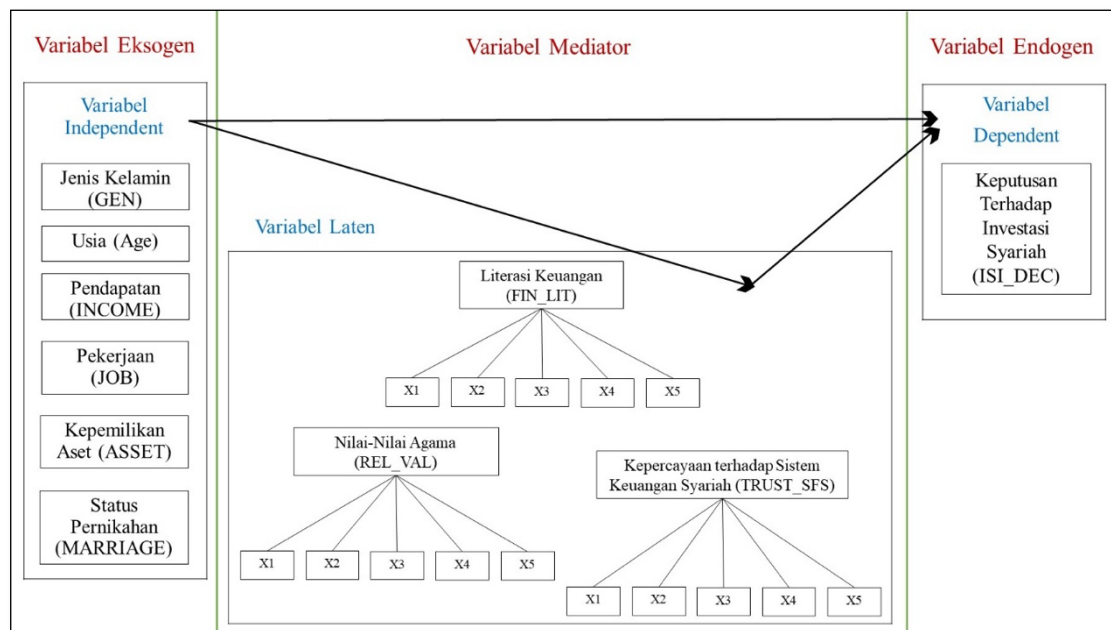 Variabel Eksogen
Variabel Mediator
Variabel Endogen
Variabel
Independent
Jenis Kelamin
(GEN)
Usia (Age)
Pendapatan
(INCOME)
Pekerjaan
(JOB)
Kepemilikan
Aset (ASSET)
Status
Pernikahan
(MARRIAGE)
Variabel Laten
Literasi Keuangan
(FIN_LIT)
X1
X2
X3
X4
X5
Nilai-Nilai Agama
(REL_VAL)
X1
X2
X3
X4
X5
Kepercayaan terhadap Sistem
Keuangan Syariah (TRUST_SFS)
X1
X2
X3
X4
X5
Variabel
Dependent
Keputusan
Terhadap
Investasi
Syariah
(ISI_DEC)